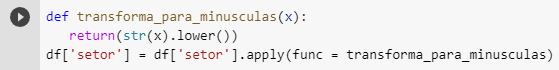 def transforma_para_minusculas(x):
    return(str(x).lower())
df['setor'] = df['setor'].apply(func = transforma_para_minusculas)